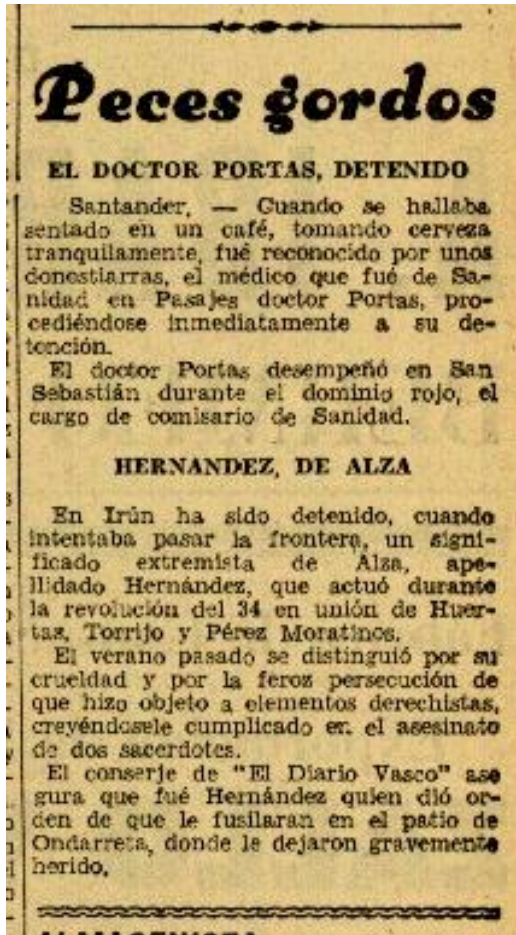 Peces gordos
EL DOCTOR PORTAS, DETENIDO
Santander. — Cuando se hallaba
sentado en un café, tomando cerveza
tranquilamente, fué reconocido por unos
donostiarras, el médico que fué de Sa-
nidad en Pasajes doctor Portas, pro-
cediéndose inmediatamente a su de-
tención.
El doctor Portas desempeñó en San
Sebastián durante el dominio rojo, el
cargo de comisario de Sanidad.
HERNANDEZ, DE ALZA
En Irún ha sido detenido, cuando
intentaba pasar la frontera, un signi-
ficado extremista de Alza, ape-
llidado Hernández, que actuó durante
la revolución del 34 en unión de Huer-
tas, Torrijo y Pérez Moratinos.
El verano pasado se distinguió por su
crueldad y por la feroz persecución de
que hizo objeto a elementos derechistas,
creyéndosele cumplicado en el asesinato
de dos sacerdotes.
El conserje de "El Diario Vasco" ase
gura que fué Hernández quien dió or-
den de que le fusilaran en el patio de
Ondarreta, donde le dejaron gravemente
herido.